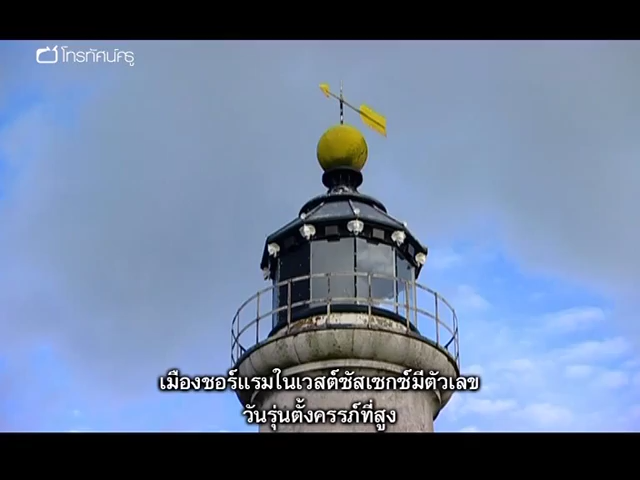 โทรทัศน์ครู
เมืองชอร์แรมในเวสต์ซัสเซกซ์มีตัวเลข
วันรุ่นตั้งครรภ์ที่สูง